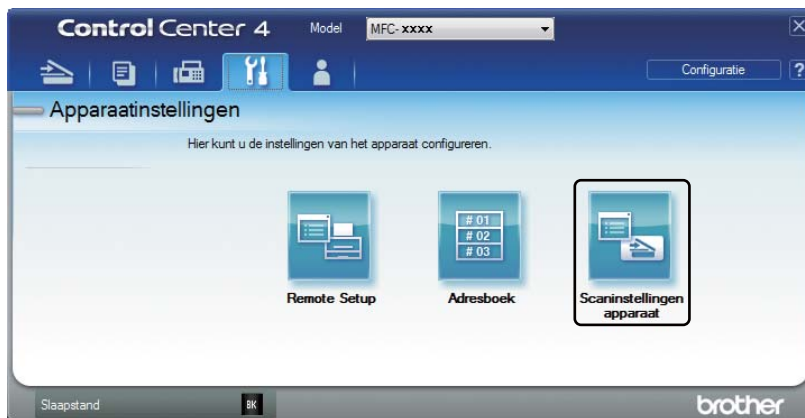 Control Center 4 Model MFC-xxxx X
Configuratie ?
Apparaatinstellingen
Hier kunt u de instellingen van het apparaat configureren.
# 01
# 02
# 03
Remote Setup Adresboek Scaninstellingen
apparaat
Slaapstand BK brother